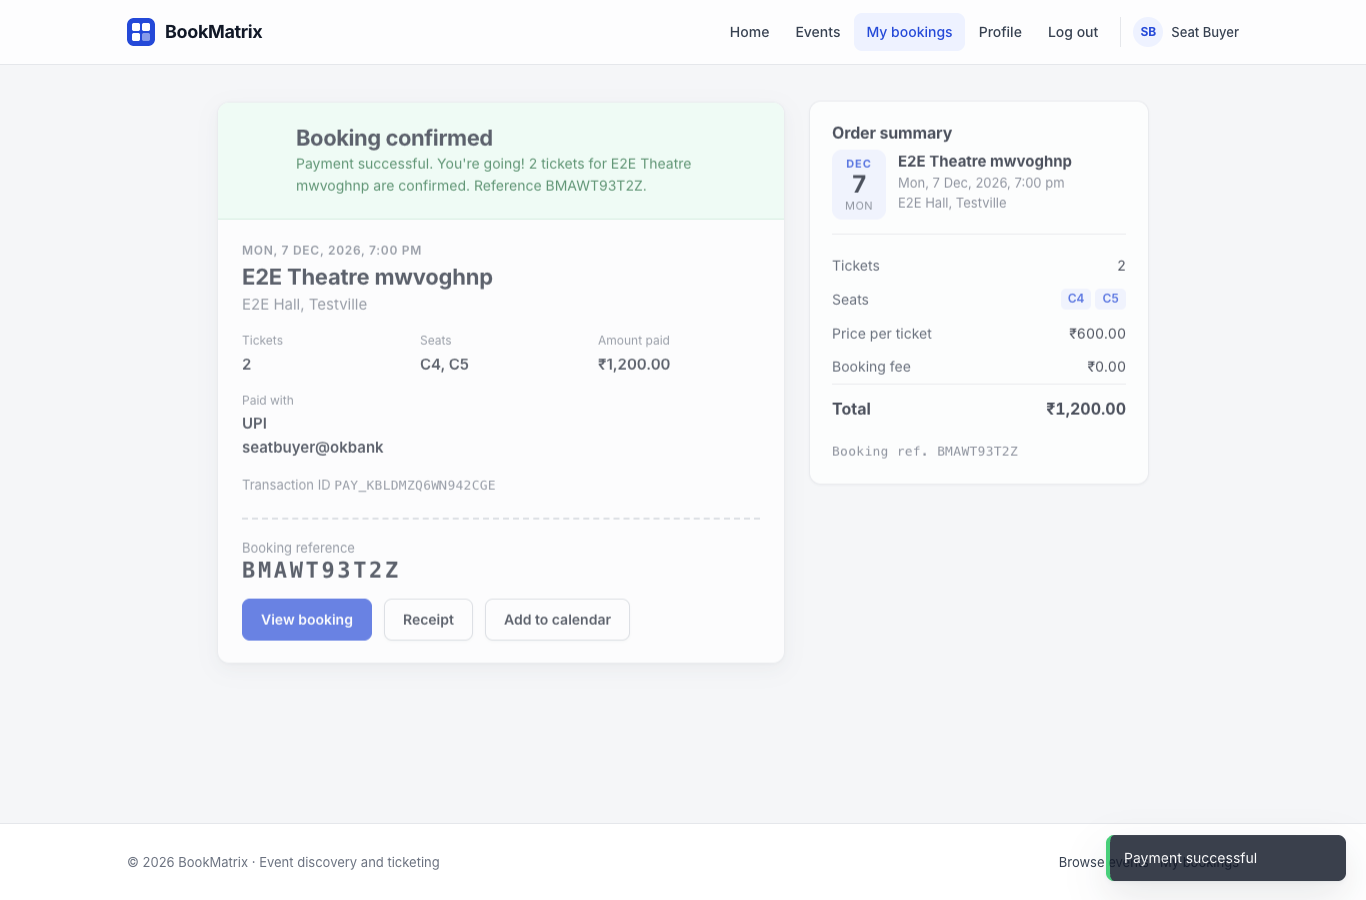 BookMatrix
Home
Events
My bookings
Profile
Log out
SB
Seat Buyer
Booking confirmed
Payment successful. You're going! 2 tickets for E2E Theatre
mwvoghnp are confirmed. Reference BMAWT93T2Z.
MON, 7 DEC, 2026, 7:00 PM
E2E Theatre mwvoghnp
E2E Hall, Testville
Tickets
2
Seats
C4, C5
Amount paid
₹1,200.00
Paid with
UPI
seatbuyer@okbank
Transaction ID PAY_KBLDMZQ6WN942CGE
Booking reference
BMAWT93T2Z
View booking
Receipt
Add to calendar
Order summary
DEC
7
MON
E2E Theatre mwvoghnp
Mon, 7 Dec, 2026, 7:00 pm
E2E Hall, Testville
Tickets 2
Seats C4 C5
Price per ticket ₹600.00
Booking fee ₹0.00
Total ₹1,200.00
Booking ref. BMAWT93T2Z
© 2026 BookMatrix · Event discovery and ticketing
Browse
Payment successful